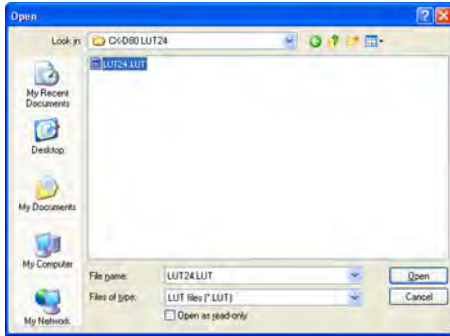 Open
Look in: CX-D80 LUT24
LUT24.LUT
My Recent
Documents
Desktop
My Documents
My Computer
My Network
File name: LUT24.LUT Open
Files of type: LUT files (*.LUT) Cancel
Open as read-only